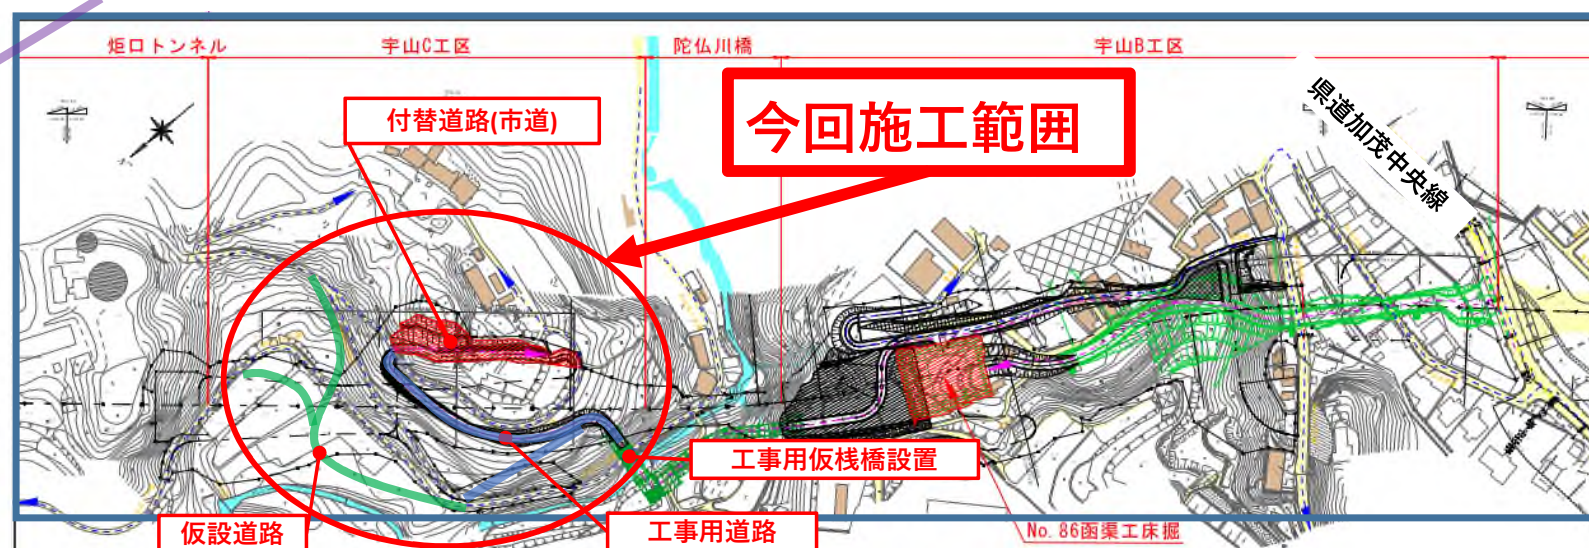 炬口トンネル
宇山C工区
陀仏川橋
宇山B工区
付替道路(市道)
今回施工範囲
県道加茂中央線
工事用仮桟橋設置
仮設道路
工事用道路
No.86函渠工床掘